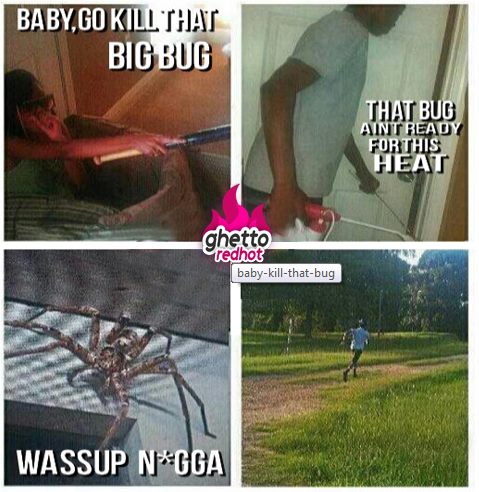 BABY,GO KILL THAT
BIG BUG
THAT BUG
AINT READY
FOR THIS
HEAT
ghetto
redhot
baby-kill-that-bug
WASSUP N*GGA